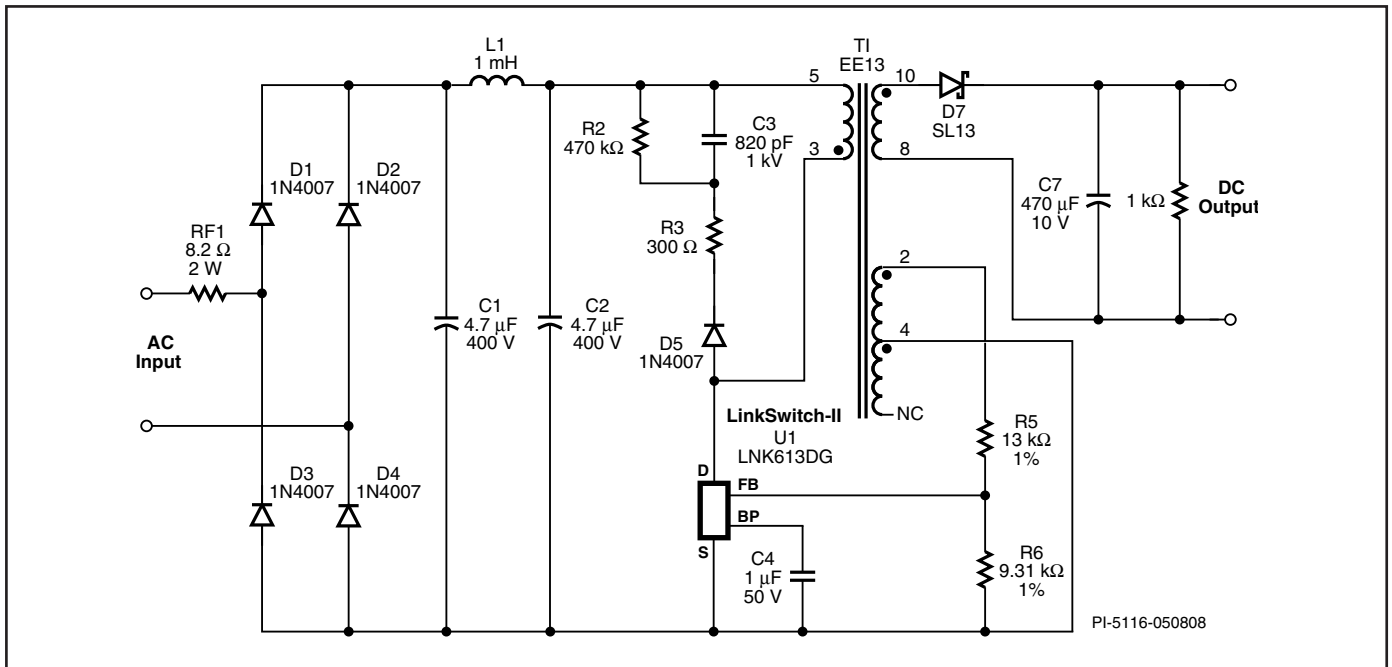 L1
1 mH
TI
EE13
5
10
D7
SL13
R2
470 kΩ
C3
820 pF
1 kV
3
8
D1
1N4007
D2
1N4007
C7
470 μF
10 V
1 kΩ
DC
Output
RF1
8.2 Ω
2 W
R3
300 Ω
2
AC
Input
C1
4.7 μF
400 V
C2
4.7 μF
400 V
D5
1N4007
4
NC
LinkSwitch-II
U1
LNK613DG
R5
13 kΩ
1%
D3
1N4007
D4
1N4007
D
FB
BP
S
C4
1 μF
50 V
R6
9.31 kΩ
1%
PI-5116-050808